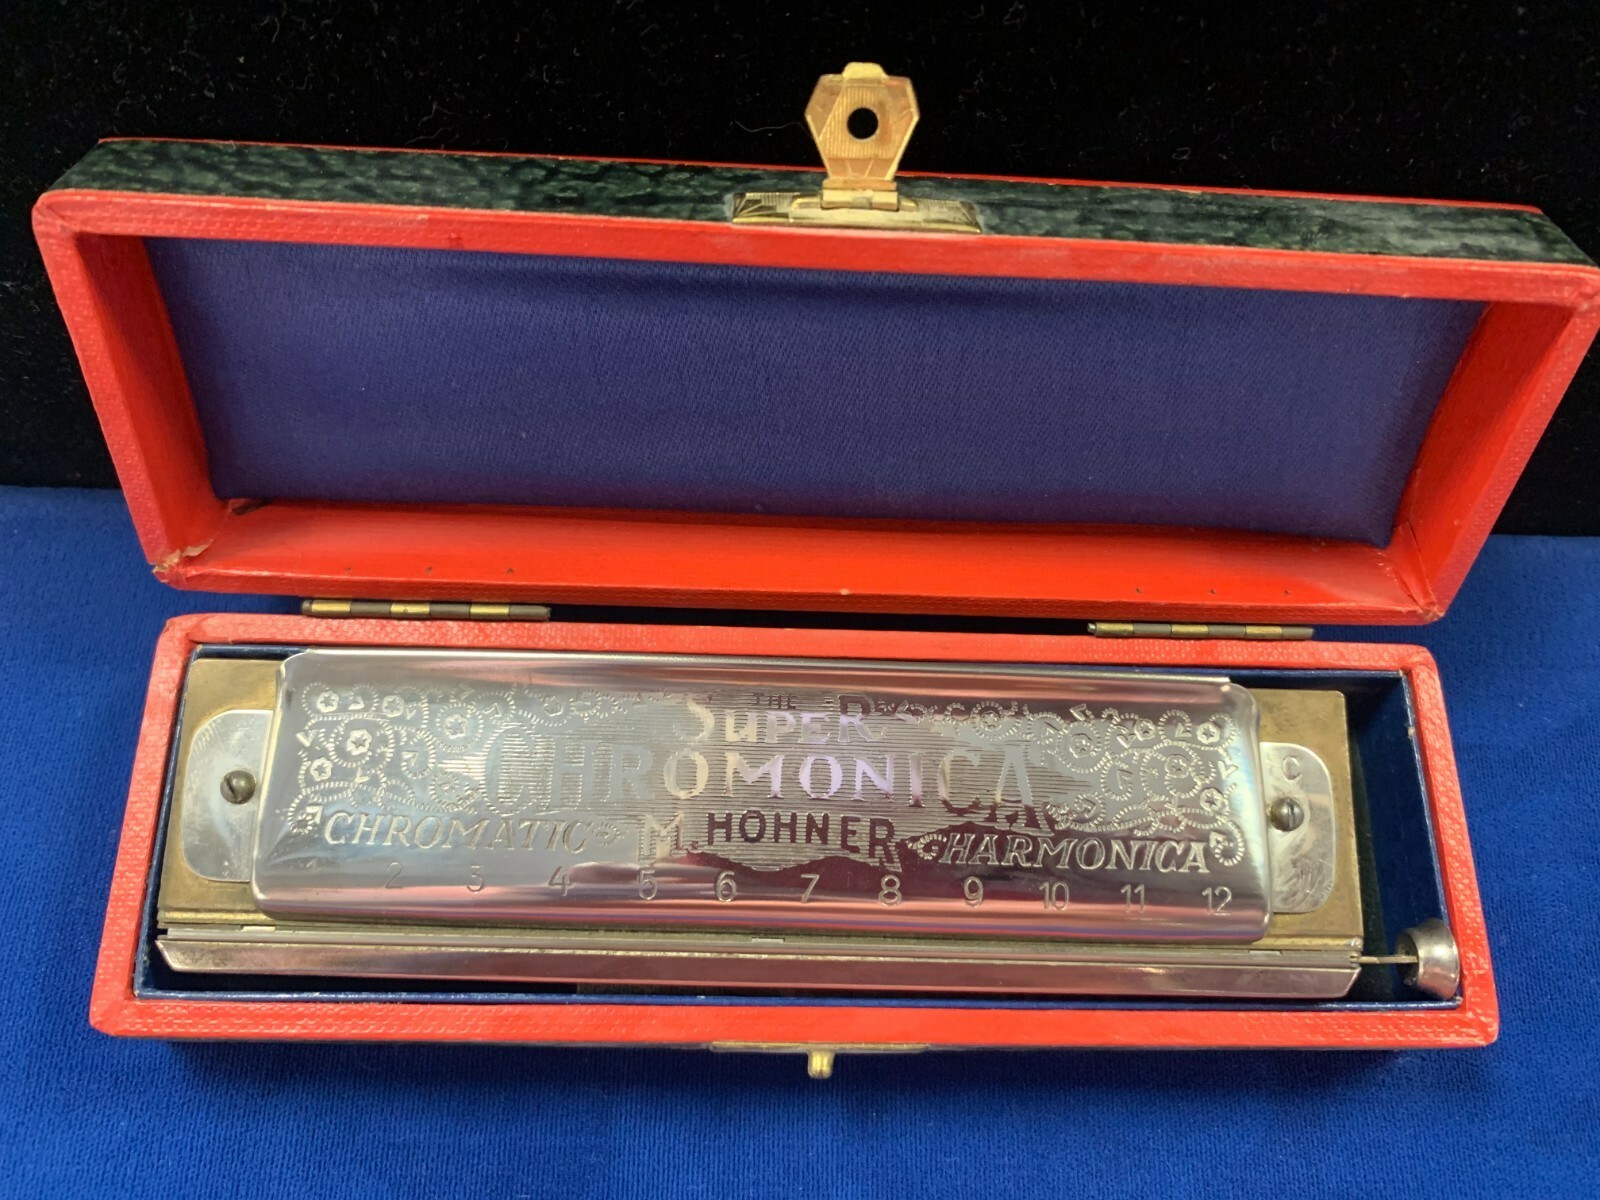 THE
SUPER
CHROMONICA
CHROMATIC M. HOHNER HARMONICA
2 3 4 5 6 7 8 9 10 11 12
C